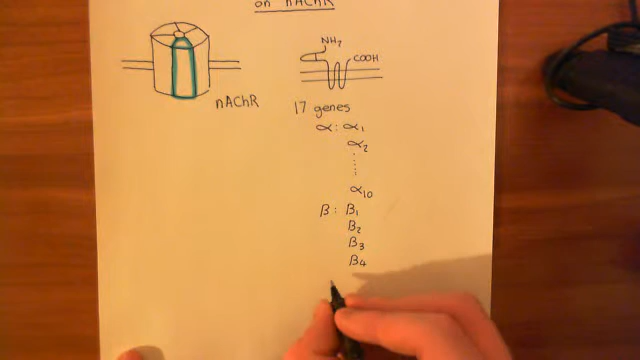 on nAChR
NH₂
COOH
nAChR
17 genes
α: α₁
α₂
......
α₁₀
β: β₁
β₂
β₃
β₄